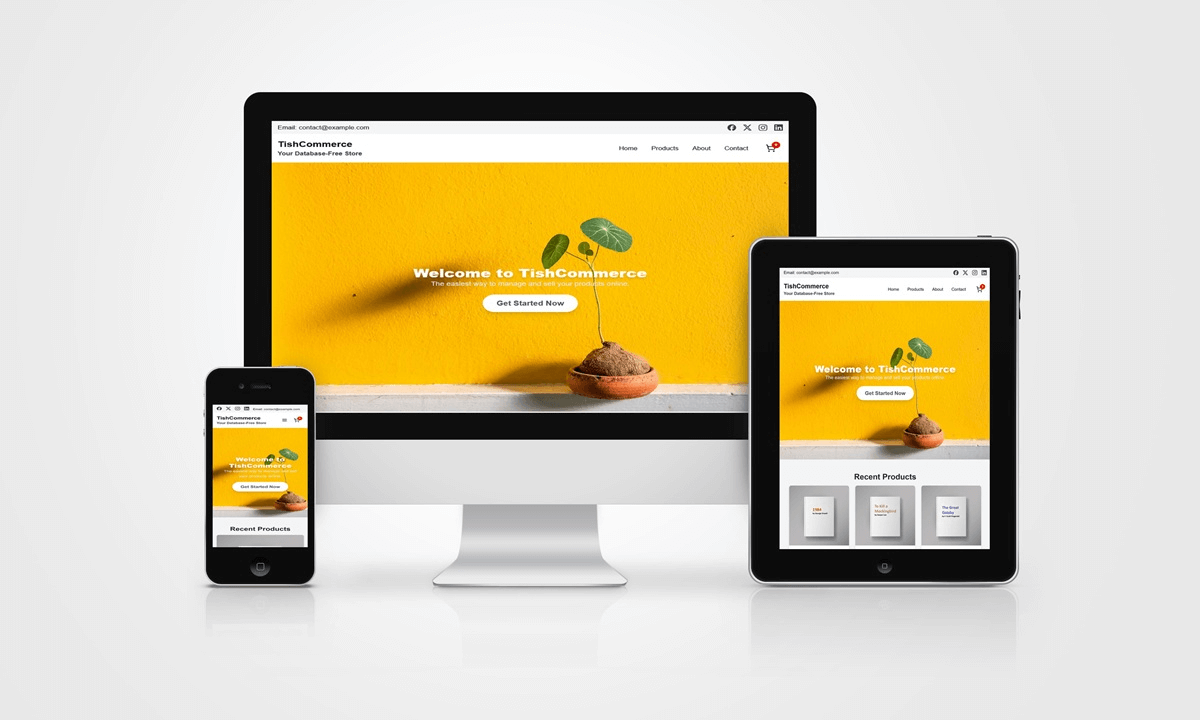 Email: contact@example.com
TishCommerce
Your Database-Free Store
Home Products About Contact
Welcome to TishCommerce
The easiest way to manage and sell your products online.
Get Started Now
Email: contact@example.com
TishCommerce
Your Database-Free Store
Home Products About Contact
Welcome to TishCommerce
The easiest way to manage and sell your products online.
Get Started Now
Recent Products
1984
by George Orwell
To Kill a
Mockingbird
The Great
Gatsby
Email: contact@example.com
TishCommerce
Your Database-Free Store
Welcome to
TishCommerce
The easiest way to manage and sell
your products online.
Get Started Now
Recent Products